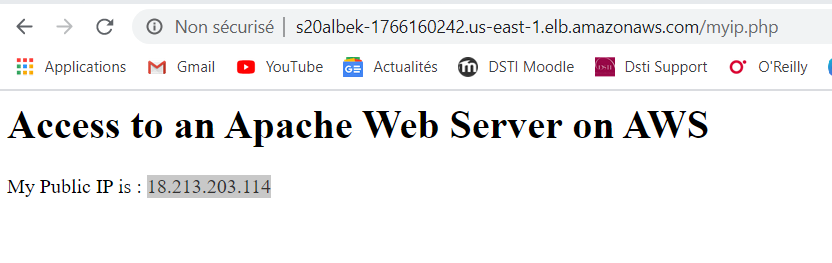 Non sécurisé | s20albek-1766160242.us-east-1.elb.amazonaws.com/myip.php
Applications Gmail YouTube Actualités DSTI Moodle Dsti Support O'Reilly
Access to an Apache Web Server on AWS
My Public IP is : 18.213.203.114